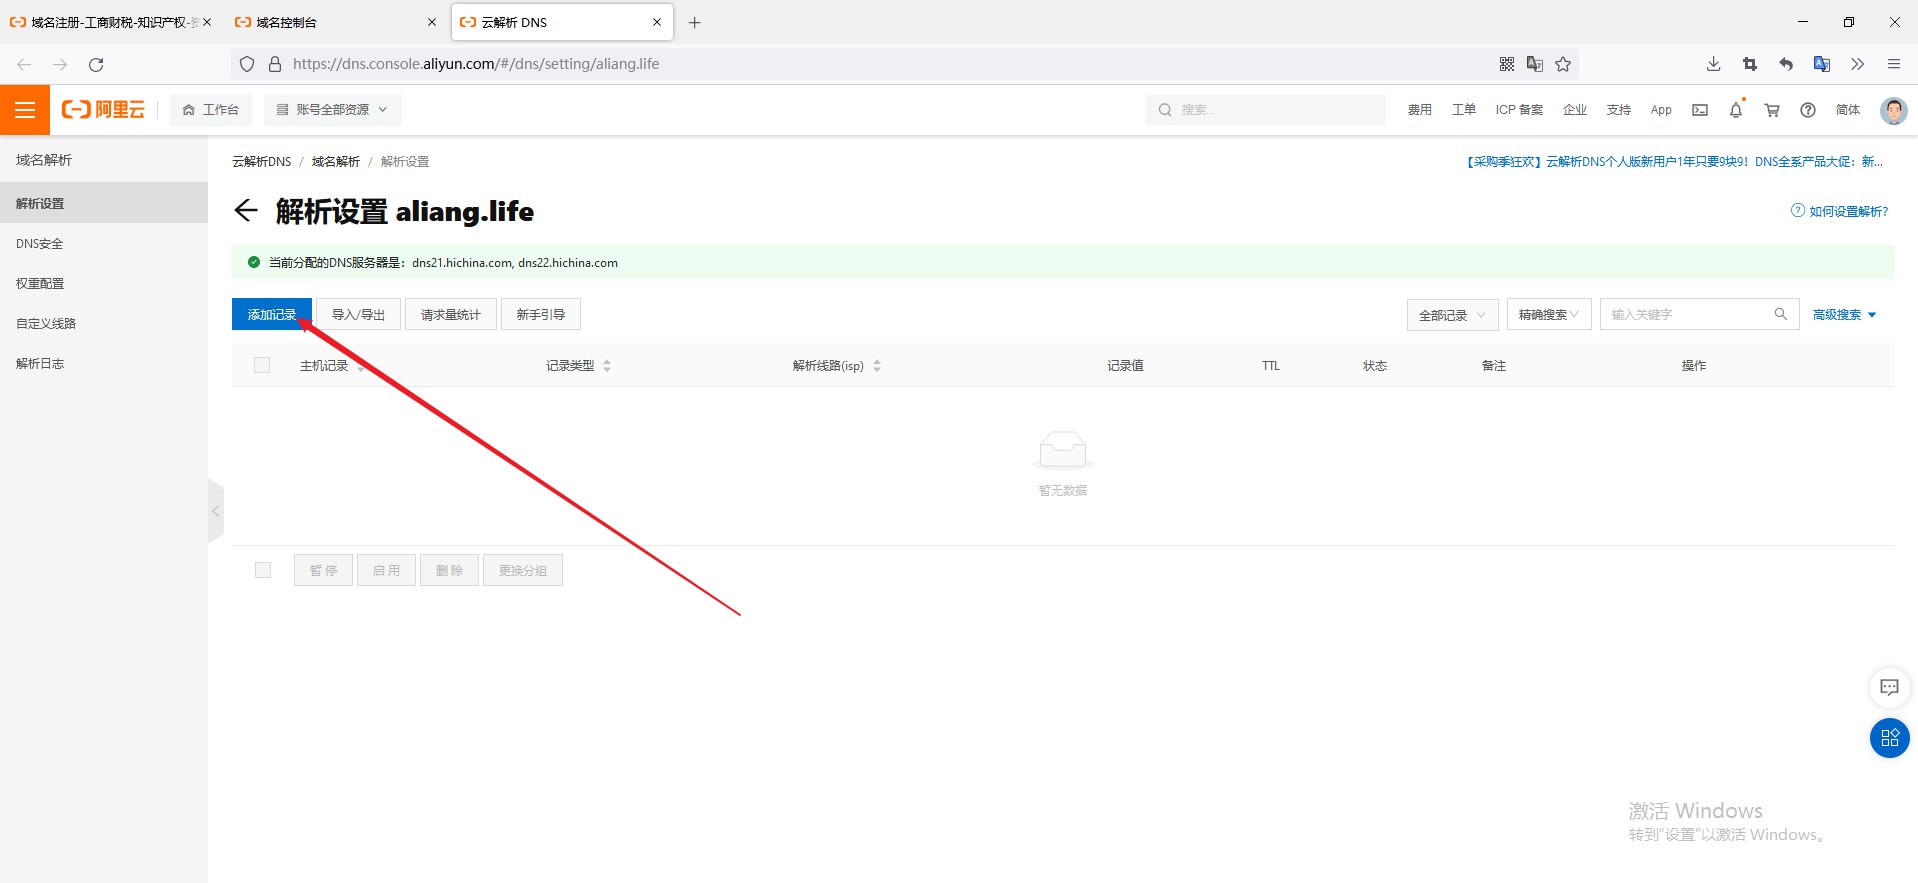 域名注册-工商财税-知识产权-
域名控制台
云解析 DNS
https://dns.console.aliyun.com/#/dns/setting/aliang.life
阿里云
工作台
账号全部资源
搜索...
费用
工单
ICP 备案
企业
支持
App
简体
域名解析
解析设置
DNS安全
权重配置
自定义线路
解析日志
云解析DNS / 域名解析 / 解析设置
【采购季狂欢】云解析DNS个人版新用户1年只要9块9！DNS全系产品大促：新...
解析设置 aliang.life
如何设置解析?
当前分配的DNS服务器是：dns21.hichina.com, dns22.hichina.com
添加记录
导入/导出
请求量统计
新手引导
全部记录
精确搜索
输入关键字
高级搜索
主机记录
记录类型
解析线路(isp)
记录值
TTL
状态
备注
操作
暂无数据
暂 停
启 用
删 除
更换分组
激活 Windows
转到“设置”以激活 Windows。